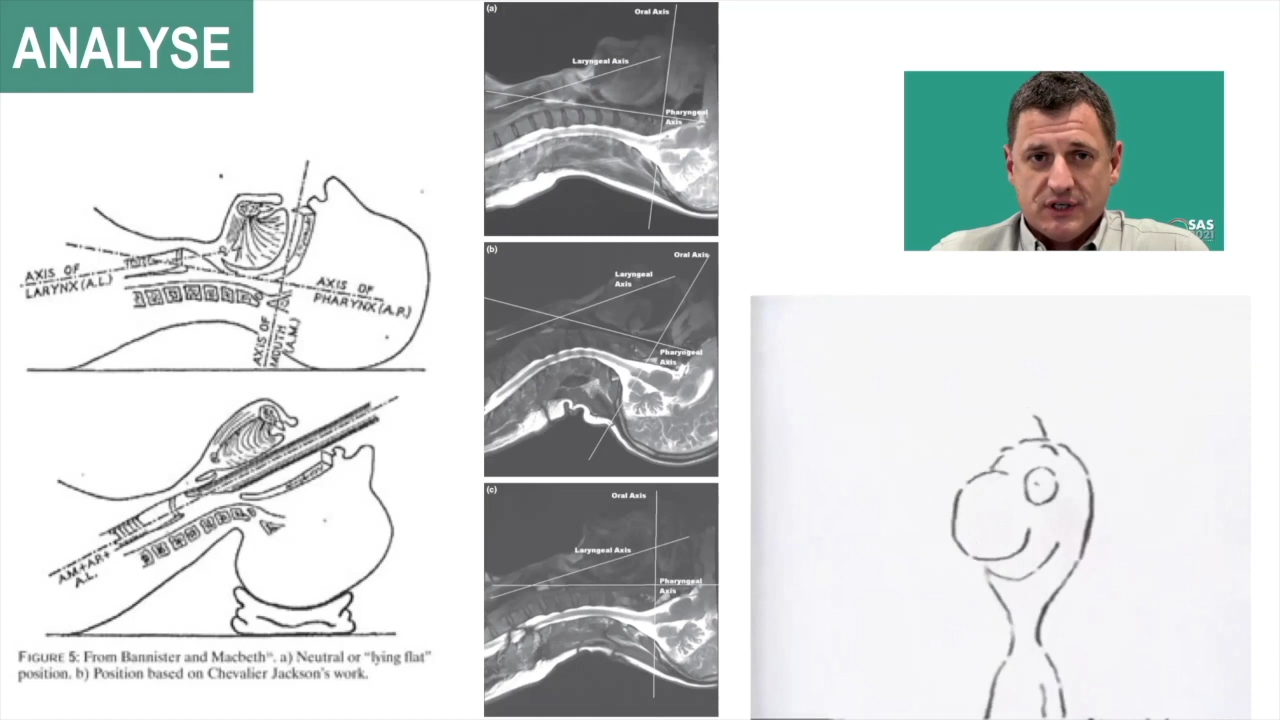 ANALYSE
AXIS OF
LARYNX (A.L.)
AXIS OF
PHARYNX (A.P.)
AXIS OF
MOUTH
(A.M.)
A.M.+A.P.+
A.L.
FIGURE 5: From Bannister and Macbeth. a) Neutral or "lying flat"
position. b) Position based on Chevalier Jackson's work.
(a)
Oral Axis
Laryngeal Axis
Pharyngeal
Axis
(b)
Oral Axis
Laryngeal
Axis
Pharyngeal
Axis
(c)
Oral Axis
Laryngeal Axis
Pharyngeal
Axis
SAS
2021